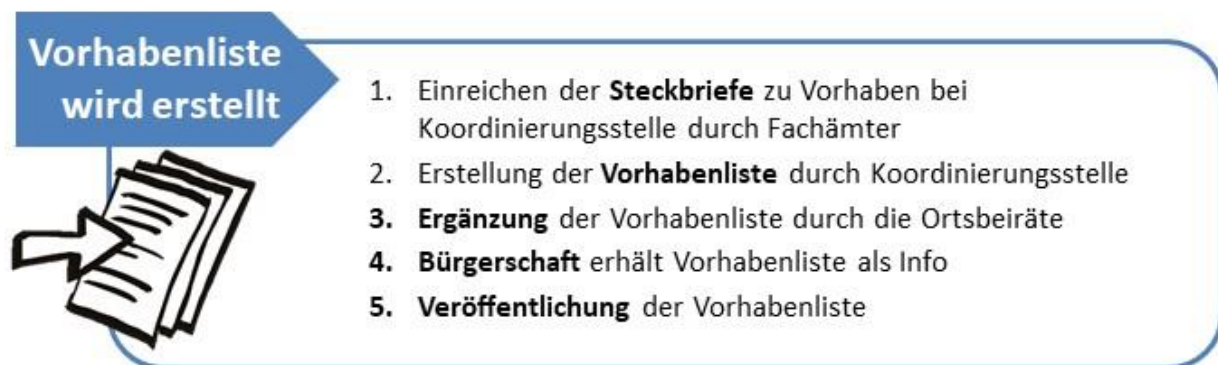 Vorhabenliste
wird erstellt
1. Einreichen der Steckbriefe zu Vorhaben bei
Koordinierungsstelle durch Fachämter
2. Erstellung der Vorhabenliste durch Koordinierungsstelle
3. Ergänzung der Vorhabenliste durch die Ortsbeiräte
4. Bürgerschaft erhält Vorhabenliste als Info
5. Veröffentlichung der Vorhabenliste